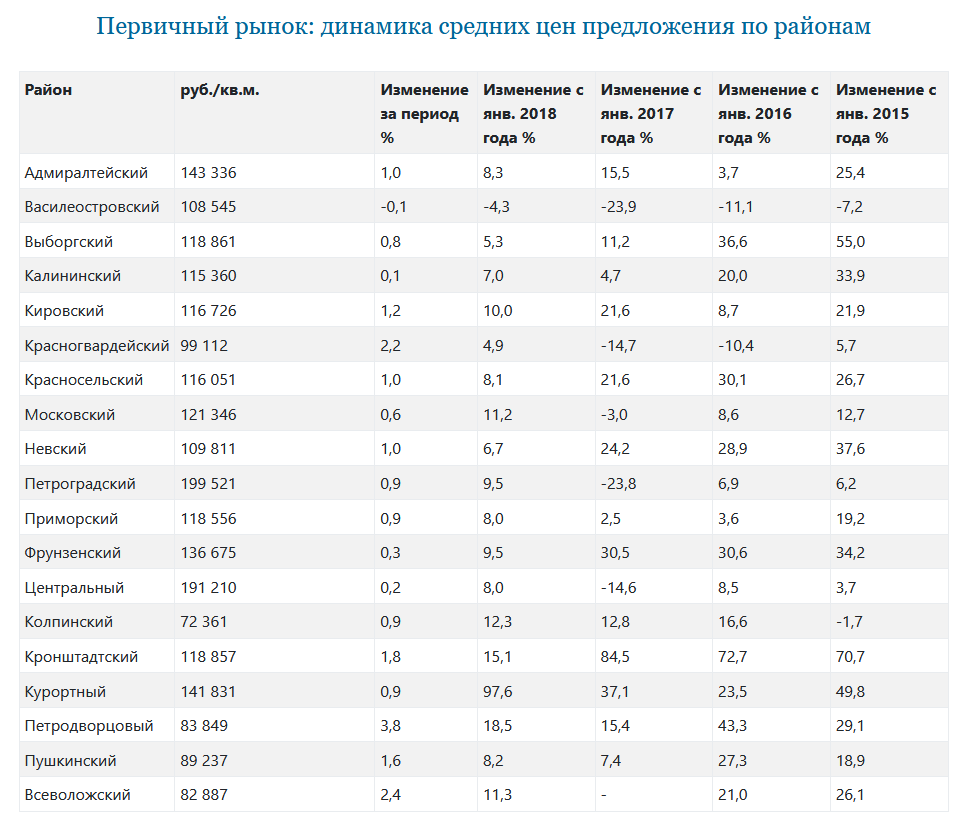 Первичный рынок: динамика средних цен предложения по районам
Район руб./кв.м. Изменение за период % Изменение с янв. 2018 года % Изменение с янв. 2017 года % Изменение с янв. 2016 года % Изменение с янв. 2015 года %
Адмиралтейский 143 336 1,0 8,3 15,5 3,7 25,4
Василеостровский 108 545 -0,1 -4,3 -23,9 -11,1 -7,2
Выборгский 118 861 0,8 5,3 11,2 36,6 55,0
Калининский 115 360 0,1 7,0 4,7 20,0 33,9
Кировский 116 726 1,2 10,0 21,6 8,7 21,9
Красногвардейский 99 112 2,2 4,9 -14,7 -10,4 5,7
Красносельский 116 051 1,0 8,1 21,6 30,1 26,7
Московский 121 346 0,6 11,2 -3,0 8,6 12,7
Невский 109 811 1,0 6,7 24,2 28,9 37,6
Петроградский 199 521 0,9 9,5 -23,8 6,9 6,2
Приморский 118 556 0,9 8,0 2,5 3,6 19,2
Фрунзенский 136 675 0,3 9,5 30,5 30,6 34,2
Центральный 191 210 0,2 8,0 -14,6 8,5 3,7
Колпинский 72 361 0,9 12,3 12,8 16,6 -1,7
Кронштадтский 118 857 1,8 15,1 84,5 72,7 70,7
Курортный 141 831 0,9 97,6 37,1 23,5 49,8
Петродворцовый 83 849 3,8 18,5 15,4 43,3 29,1
Пушкинский 89 237 1,6 8,2 7,4 27,3 18,9
Всеволожский 82 887 2,4 11,3 - 21,0 26,1